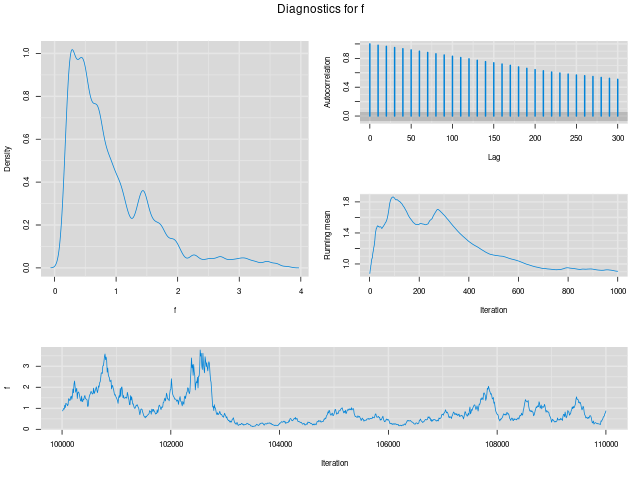 Diagnostics for f
Density
0.0 0.2 0.4 0.6 0.8 1.0
0 1 2 3 4
f
Autocorrelation
0.0 0.4 0.8
0 50 100 150 200 250 300
Lag
Running mean
1.0 1.4 1.8
0 200 400 600 800 1000
Iteration
f
0 1 2 3
100000 102000 104000 106000 108000 110000
Iteration